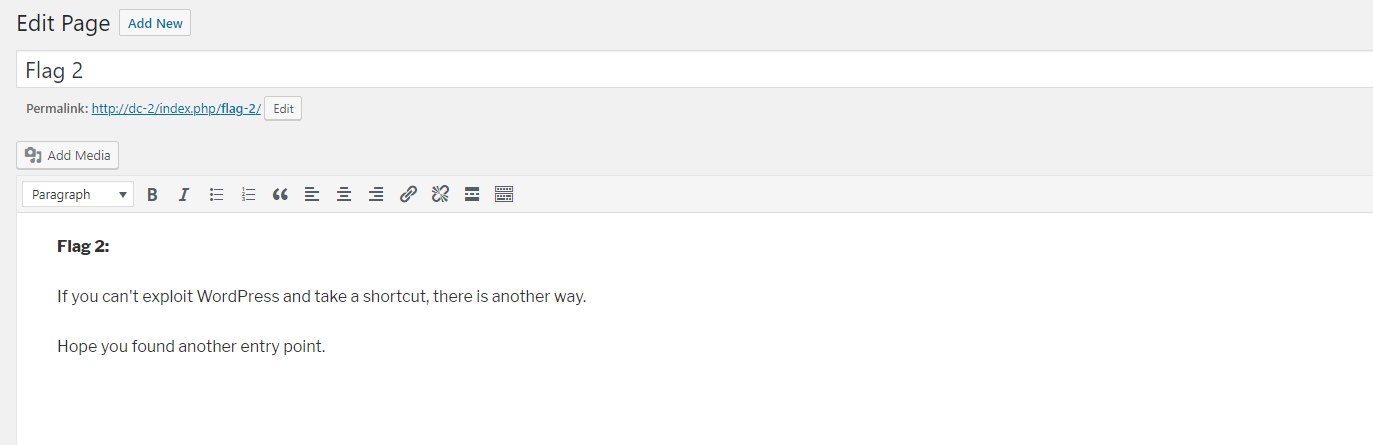 Edit Page Add New
Flag 2
Permalink: http://dc-2/index.php/flag-2/ Edit
Add Media
Paragraph B I
Flag 2:
If you can't exploit WordPress and take a shortcut, there is another way.
Hope you found another entry point.